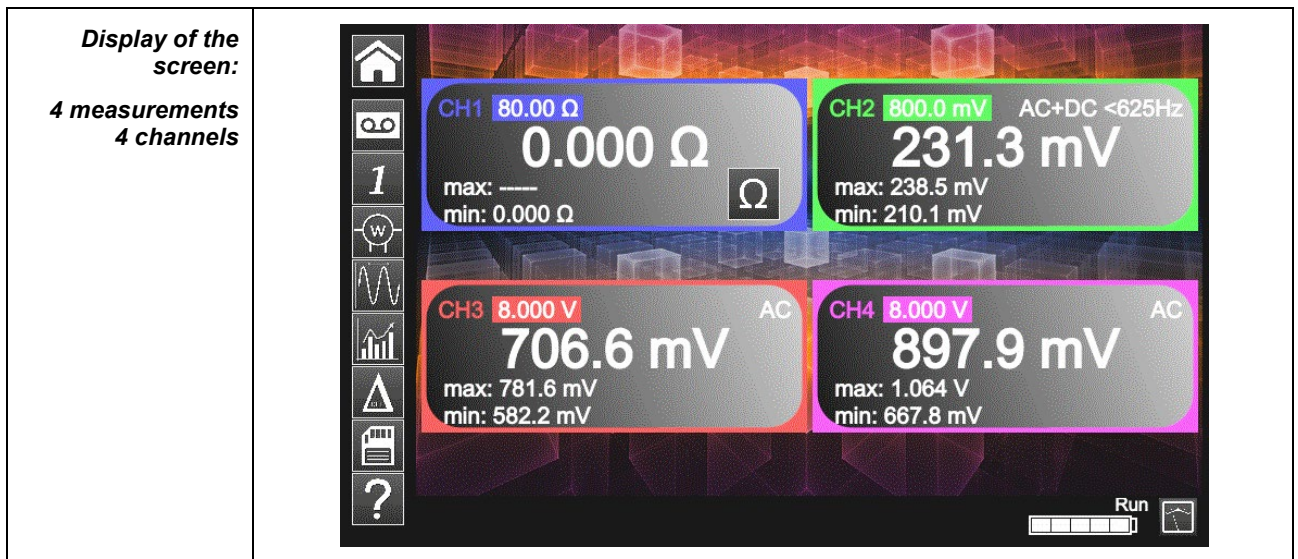 Display of the
screen:
4 measurements
4 channels
1
W
CH1 80.00 Ω
0.000 Ω
max: -----
min: 0.000 Ω
Ω
CH2 800.0 mV AC+DC <625Hz
231.3 mV
max: 238.5 mV
min: 210.1 mV
CH3 8.000 V AC
706.6 mV
max: 781.6 mV
min: 582.2 mV
CH4 8.000 V AC
897.9 mV
max: 1.064 V
min: 667.8 mV
?
Run